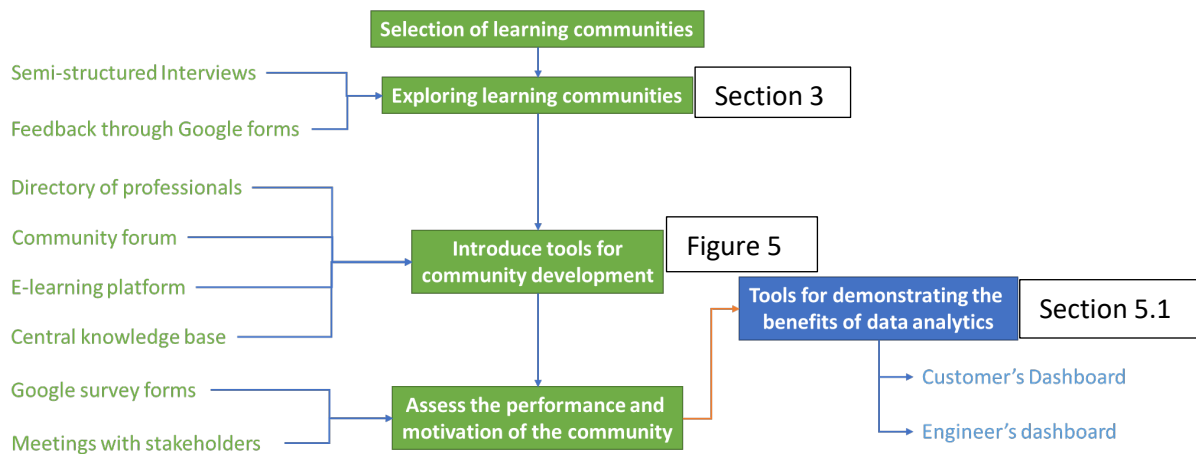 Selection of learning communities
Semi-structured Interviews
Exploring learning communities
Section 3
Feedback through Google forms
Directory of professionals
Community forum
Introduce tools for
community development
Figure 5
E-learning platform
Central knowledge base
Tools for demonstrating the
benefits of data analytics
Section 5.1
Google survey forms
Assess the performance and
motivation of the community
Meetings with stakeholders
Customer’s Dashboard
Engineer’s dashboard